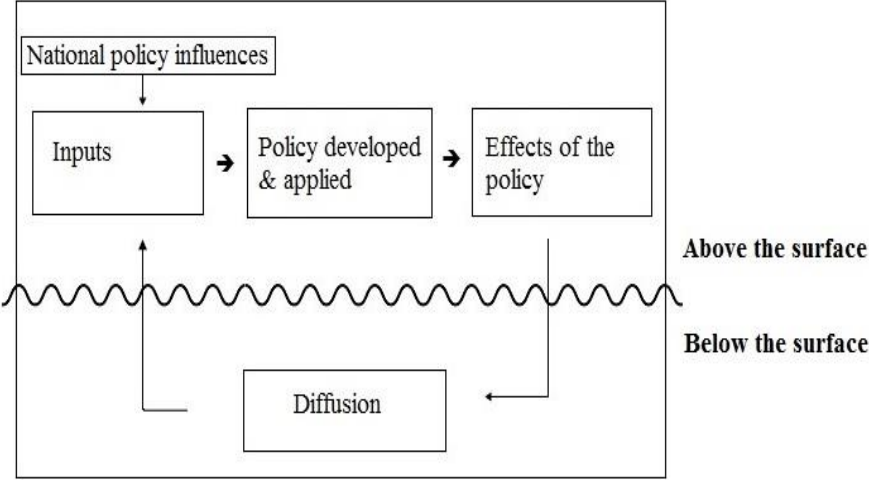 National policy influences
Inputs
Policy developed
& applied
Effects of the
policy
Above the surface
Below the surface
Diffusion